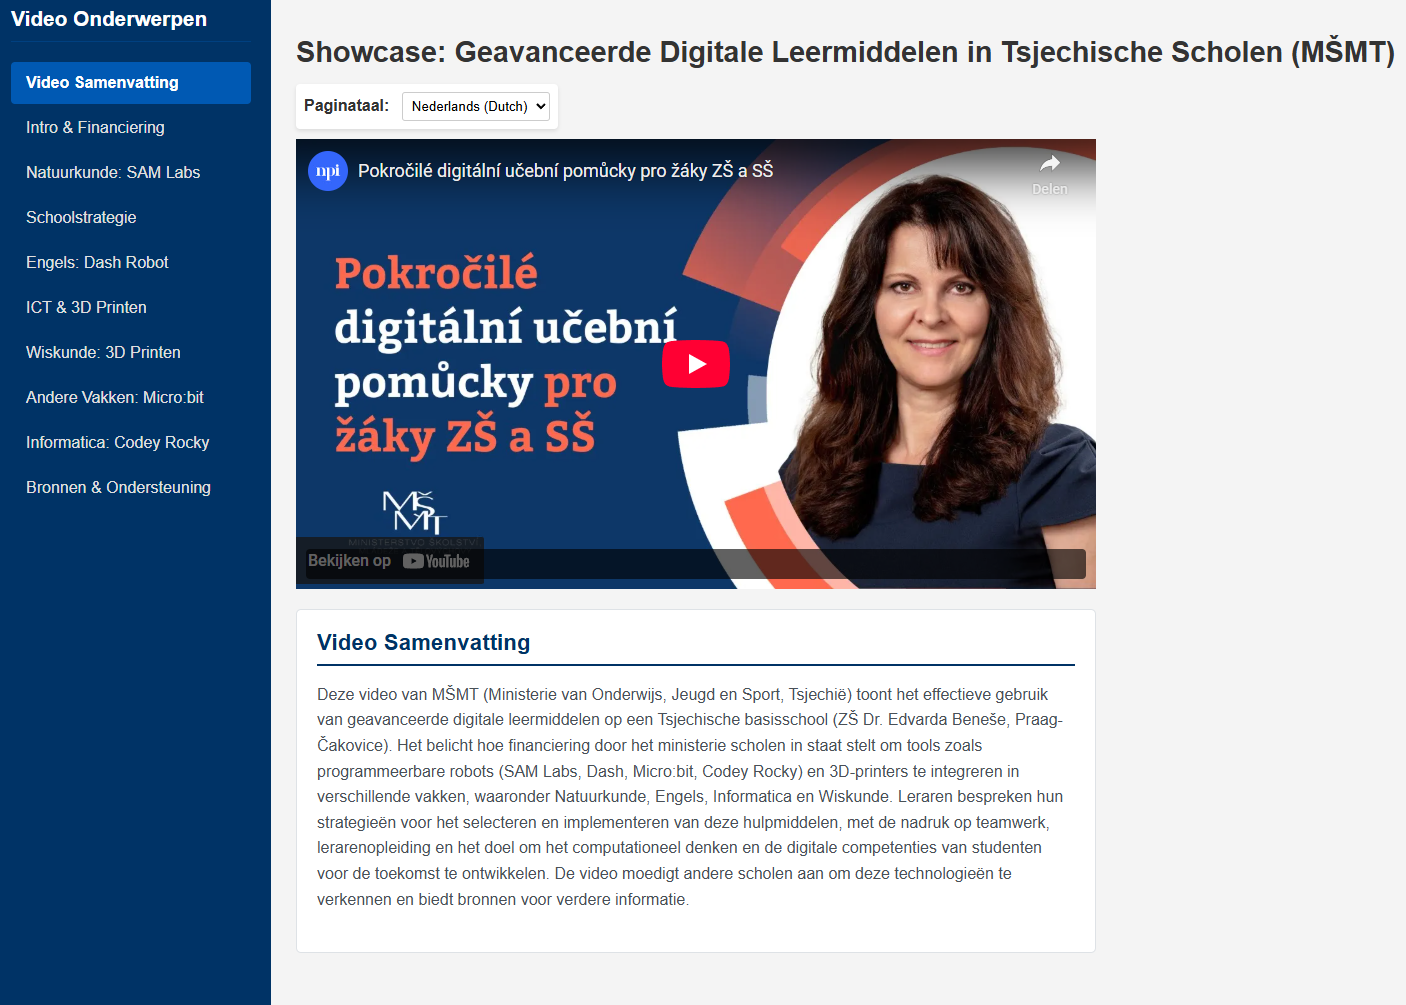 Video Onderwerpen
Video Samenvatting
Intro & Financiering
Natuurkunde: SAM Labs
Schoolstrategie
Engels: Dash Robot
ICT & 3D Printen
Wiskunde: 3D Printen
Andere Vakken: Micro:bit
Informatica: Codey Rocky
Bronnen & Ondersteuning
Showcase: Geavanceerde Digitale Leermiddelen in Tsjechische Scholen (MŠMT)
Paginataal: Nederlands (Dutch)
npi Pokročilé digitální učební pomůcky pro žáky ZŠ a SŠ
Delen
Pokročilé
digitální učební
pomůcky pro
žáky ZŠ a SŠ
MŠMT
MINISTERSTVO ŠKOLSTVÍ
Bekijken op YouTube
Video Samenvatting
Deze video van MŠMT (Ministerie van Onderwijs, Jeugd en Sport, Tsjechië) toont het effectieve gebruik
van geavanceerde digitale leermiddelen op een Tsjechische basisschool (ZŠ Dr. Edvarda Beneše, Praag-
Čakovice). Het belicht hoe financiering door het ministerie scholen in staat stelt om tools zoals
programmeerbare robots (SAM Labs, Dash, Micro:bit, Codey Rocky) en 3D-printers te integreren in
verschillende vakken, waaronder Natuurkunde, Engels, Informatica en Wiskunde. Leraren bespreken hun
strategieën voor het selecteren en implementeren van deze hulpmiddelen, met de nadruk op teamwerk,
lerarenopleiding en het doel om het computationeel denken en de digitale competenties van studenten
voor de toekomst te ontwikkelen. De video moedigt andere scholen aan om deze technologieën te
verkennen en biedt bronnen voor verdere informatie.